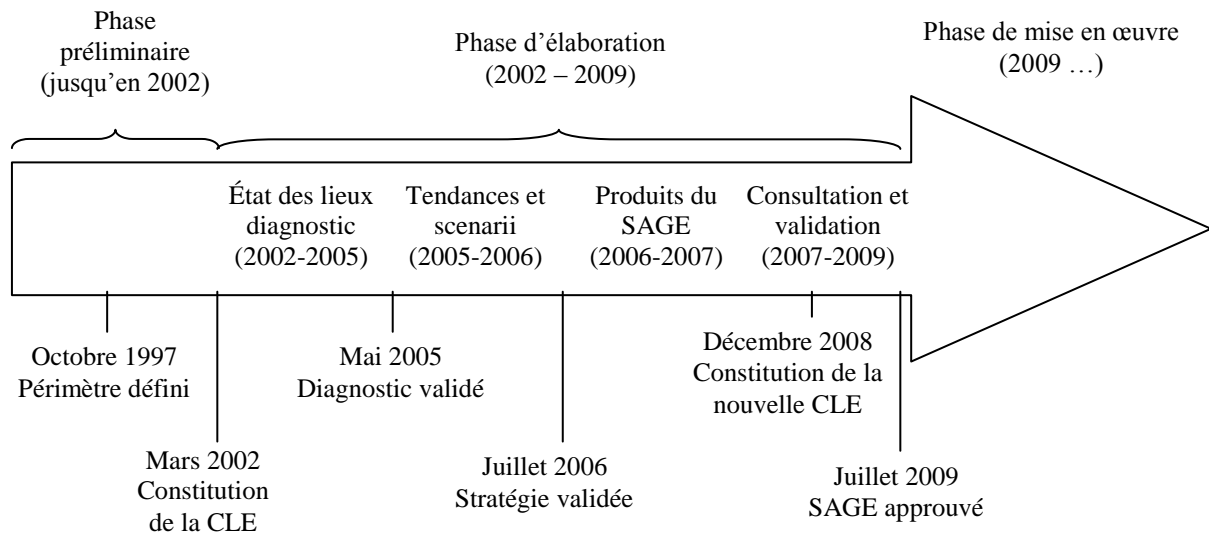 Phase
préliminaire
(jusqu’en 2002)
Phase d’élaboration
(2002 – 2009)
Phase de mise en œuvre
(2009 …)
État des lieux
diagnostic
(2002-2005)
Tendances et
scenarii
(2005-2006)
Produits du
SAGE
(2006-2007)
Consultation et
validation
(2007-2009)
Octobre 1997
Périmètre défini
Mars 2002
Constitution
de la CLE
Mai 2005
Diagnostic validé
Juillet 2006
Stratégie validée
Décembre 2008
Constitution de la
nouvelle CLE
Juillet 2009
SAGE approuvé